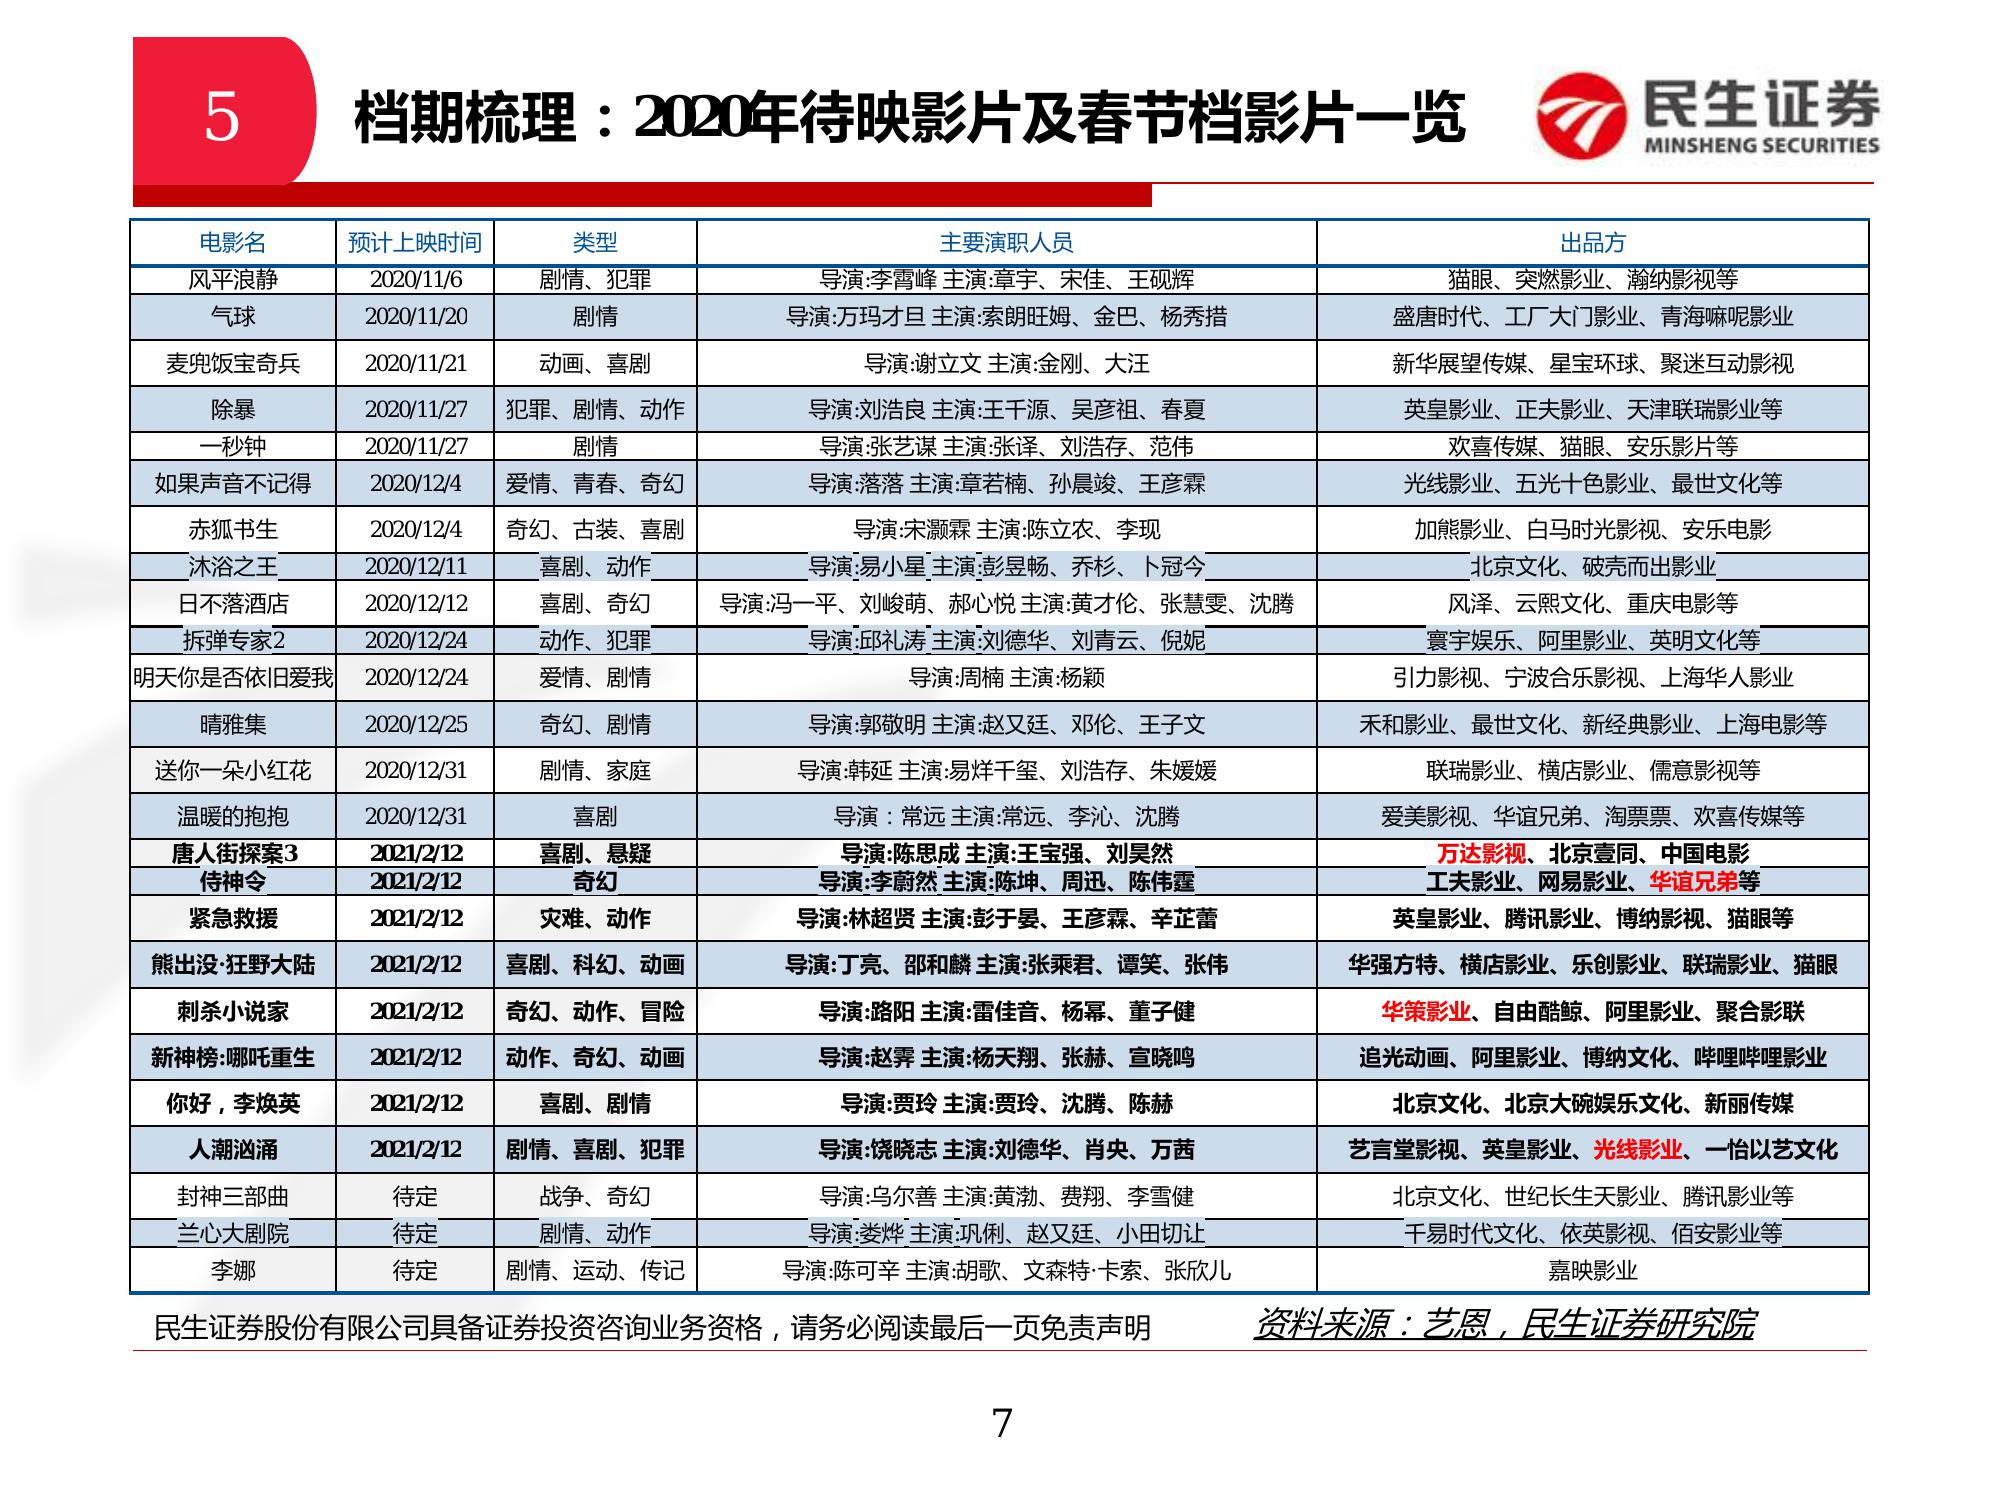 5
档期梳理：2020年待映影片及春节档影片一览
民生证券
MINSHENG SECURITIES
电影名 预计上映时间 类型 主要演职人员 出品方
风平浪静 2020/11/6 剧情、犯罪 导演:李霄峰 主演:章宇、宋佳、王砚辉 猫眼、突燃影业、瀚纳影视等
气球 2020/11/20 剧情 导演:万玛才旦 主演:索朗旺姆、金巴、杨秀措 盛唐时代、工厂大门影业、青海嘛呢影业
麦兜饭宝奇兵 2020/11/21 动画、喜剧 导演:谢立文 主演:金刚、大汪 新华展望传媒、星宝环球、聚迷互动影视
除暴 2020/11/27 犯罪、剧情、动作 导演:刘浩良 主演:王千源、吴彦祖、春夏 英皇影业、正夫影业、天津联瑞影业等
一秒钟 2020/11/27 剧情 导演:张艺谋 主演:张译、刘浩存、范伟 欢喜传媒、猫眼、安乐影片等
如果声音不记得 2020/12/4 爱情、青春、奇幻 导演:落落 主演:章若楠、孙晨竣、王彦霖 光线影业、五光十色影业、最世文化等
赤狐书生 2020/12/4 奇幻、古装、喜剧 导演:宋灏霖 主演:陈立农、李现 加熊影业、白马时光影视、安乐电影
沐浴之王 2020/12/11 喜剧、动作 导演:易小星 主演:彭昱畅、乔杉、卜冠今 北京文化、破壳而出影业
日不落酒店 2020/12/12 喜剧、奇幻 导演:冯一平、刘峻萌、郝心悦 主演:黄才伦、张慧雯、沈腾 风泽、云熙文化、重庆电影等
拆弹专家2 2020/12/24 动作、犯罪 导演:邱礼涛 主演:刘德华、刘青云、倪妮 寰宇娱乐、阿里影业、英明文化等
明天你是否依旧爱我 2020/12/24 爱情、剧情 导演:周楠 主演:杨颖 引力影视、宁波合乐影视、上海华人影业
晴雅集 2020/12/25 奇幻、剧情 导演:郭敬明 主演:赵又廷、邓伦、王子文 禾和影业、最世文化、新经典影业、上海电影等
送你一朵小红花 2020/12/31 剧情、家庭 导演:韩延 主演:易烊千玺、刘浩存、朱媛媛 联瑞影业、横店影业、儒意影视等
温暖的抱抱 2020/12/31 喜剧 导演：常远 主演:常远、李沁、沈腾 爱美影视、华谊兄弟、淘票票、欢喜传媒等
唐人街探案3 2021/2/12 喜剧、悬疑 导演:陈思成 主演:王宝强、刘昊然 万达影视、北京壹同、中国电影
侍神令 2021/2/12 奇幻 导演:李蔚然 主演:陈坤、周迅、陈伟霆 工夫影业、网易影业、华谊兄弟等
紧急救援 2021/2/12 灾难、动作 导演:林超贤 主演:彭于晏、王彦霖、辛芷蕾 英皇影业、腾讯影业、博纳影视、猫眼等
熊出没·狂野大陆 2021/2/12 喜剧、科幻、动画 导演:丁亮、邵和麟 主演:张乘君、谭笑、张伟 华强方特、横店影业、乐创影业、联瑞影业、猫眼
刺杀小说家 2021/2/12 奇幻、动作、冒险 导演:路阳 主演:雷佳音、杨幂、董子健 华策影业、自由酷鲸、阿里影业、聚合影联
新神榜:哪吒重生 2021/2/12 动作、奇幻、动画 导演:赵霁 主演:杨天翔、张赫、宣晓鸣 追光动画、阿里影业、博纳文化、哔哩哔哩影业
你好，李焕英 2021/2/12 喜剧、剧情 导演:贾玲 主演:贾玲、沈腾、陈赫 北京文化、北京大碗娱乐文化、新丽传媒
人潮汹涌 2021/2/12 剧情、喜剧、犯罪 导演:饶晓志 主演:刘德华、肖央、万茜 艺言堂影视、英皇影业、光线影业、一怡以艺文化
封神三部曲 待定 战争、奇幻 导演:乌尔善 主演:黄渤、费翔、李雪健 北京文化、世纪长生天影业、腾讯影业等
兰心大剧院 待定 剧情、动作 导演:娄烨 主演:巩俐、赵又廷、小田切让 千易时代文化、依英影视、佰安影业等
李娜 待定 剧情、运动、传记 导演:陈可辛 主演:胡歌、文森特·卡索、张欣儿 嘉映影业
民生证券股份有限公司具备证券投资咨询业务资格，请务必阅读最后一页免责声明 资料来源：艺恩，民生证券研究院
7